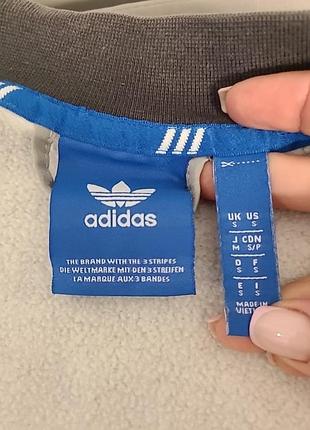 adidas
THE BRAND WITH THE 3 STRIPES
DIE WELTMARKE MIT DEN 3 STREIFEN
LA MARQUE AUX 3 BANDES
UK US
S S
J CDN
M S/P
D F
S S
E I
S S
MADE IN